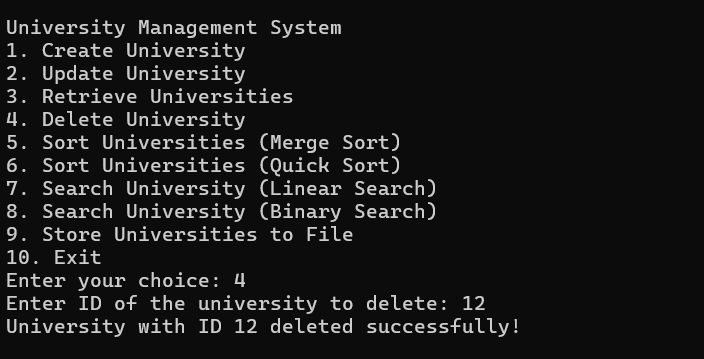 University Management System
1. Create University
2. Update University
3. Retrieve Universities
4. Delete University
5. Sort Universities (Merge Sort)
6. Sort Universities (Quick Sort)
7. Search University (Linear Search)
8. Search University (Binary Search)
9. Store Universities to File
10. Exit
Enter your choice: 4
Enter ID of the university to delete: 12
University with ID 12 deleted successfully!